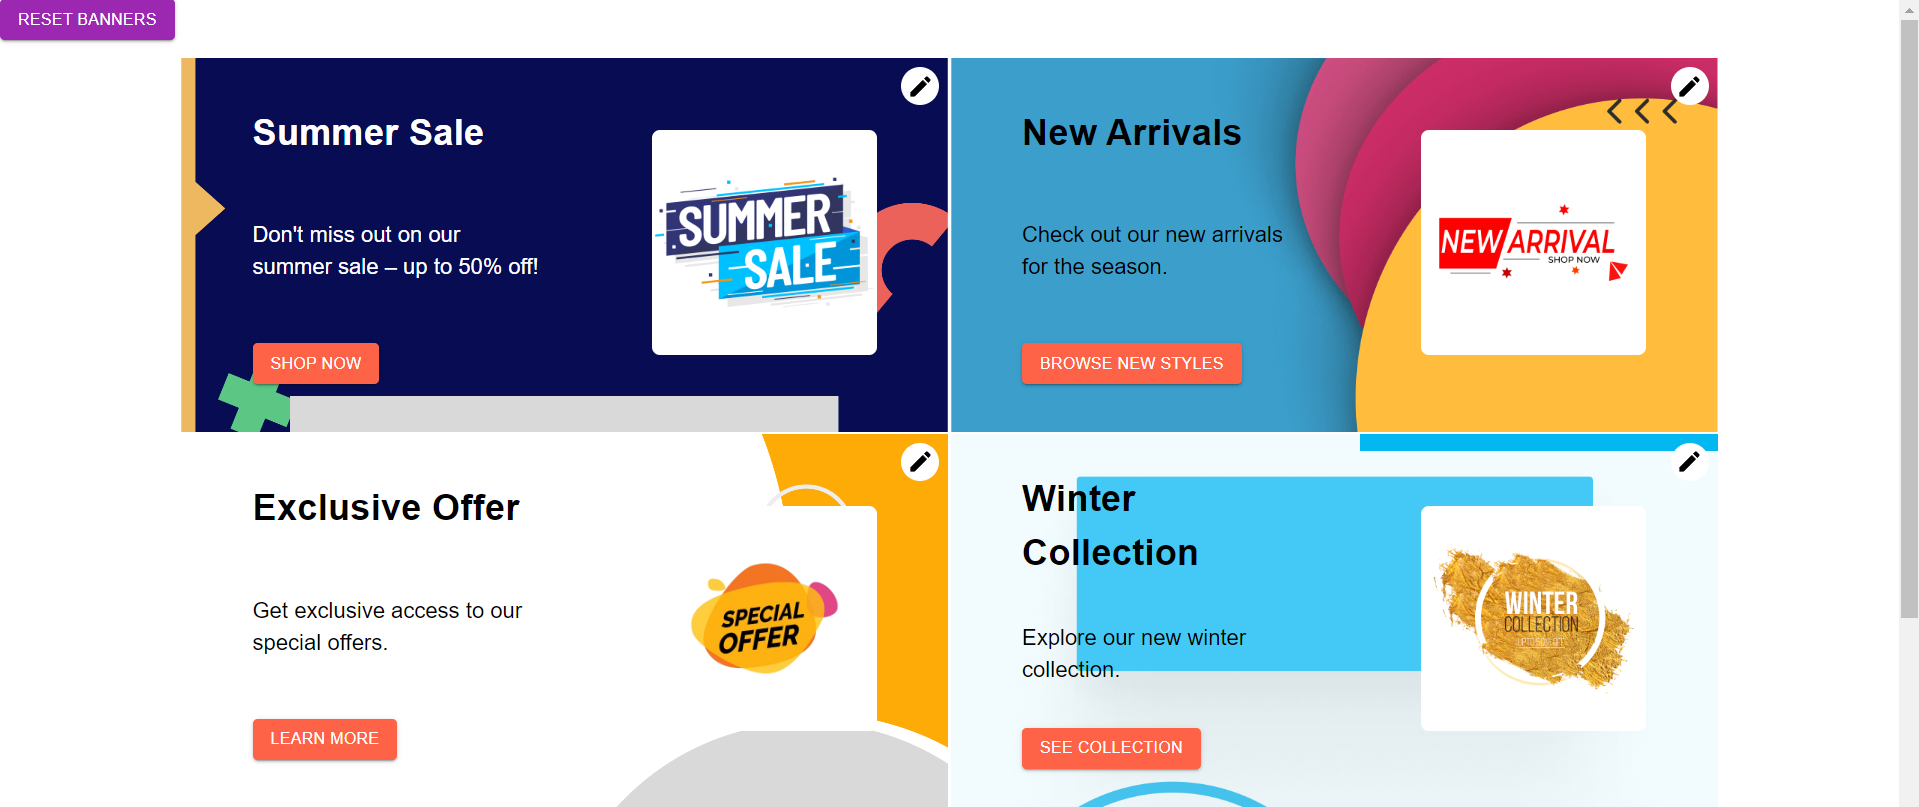 RESET BANNERS
Summer Sale
Don't miss out on our
summer sale – up to 50% off!
SHOP NOW
SUMMER
SALE
New Arrivals
Check out our new arrivals
for the season.
BROWSE NEW STYLES
NEW ARRIVAL
SHOP NOW
Exclusive Offer
Get exclusive access to our
special offers.
LEARN MORE
SPECIAL
OFFER
Winter
Collection
Explore our new winter
collection.
SEE COLLECTION
WINTER
COLLECTION